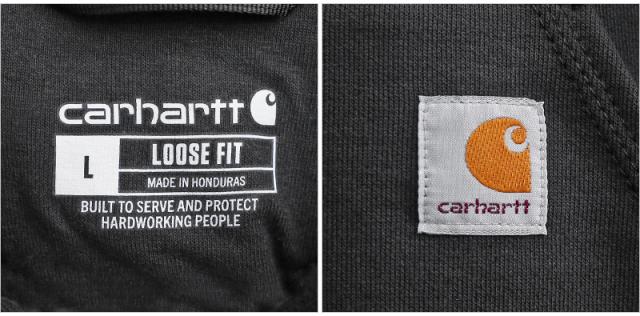 carhartt
L
LOOSE FIT
MADE IN HONDURAS
BUILT TO SERVE AND PROTECT
HARDWORKING PEOPLE
carhartt